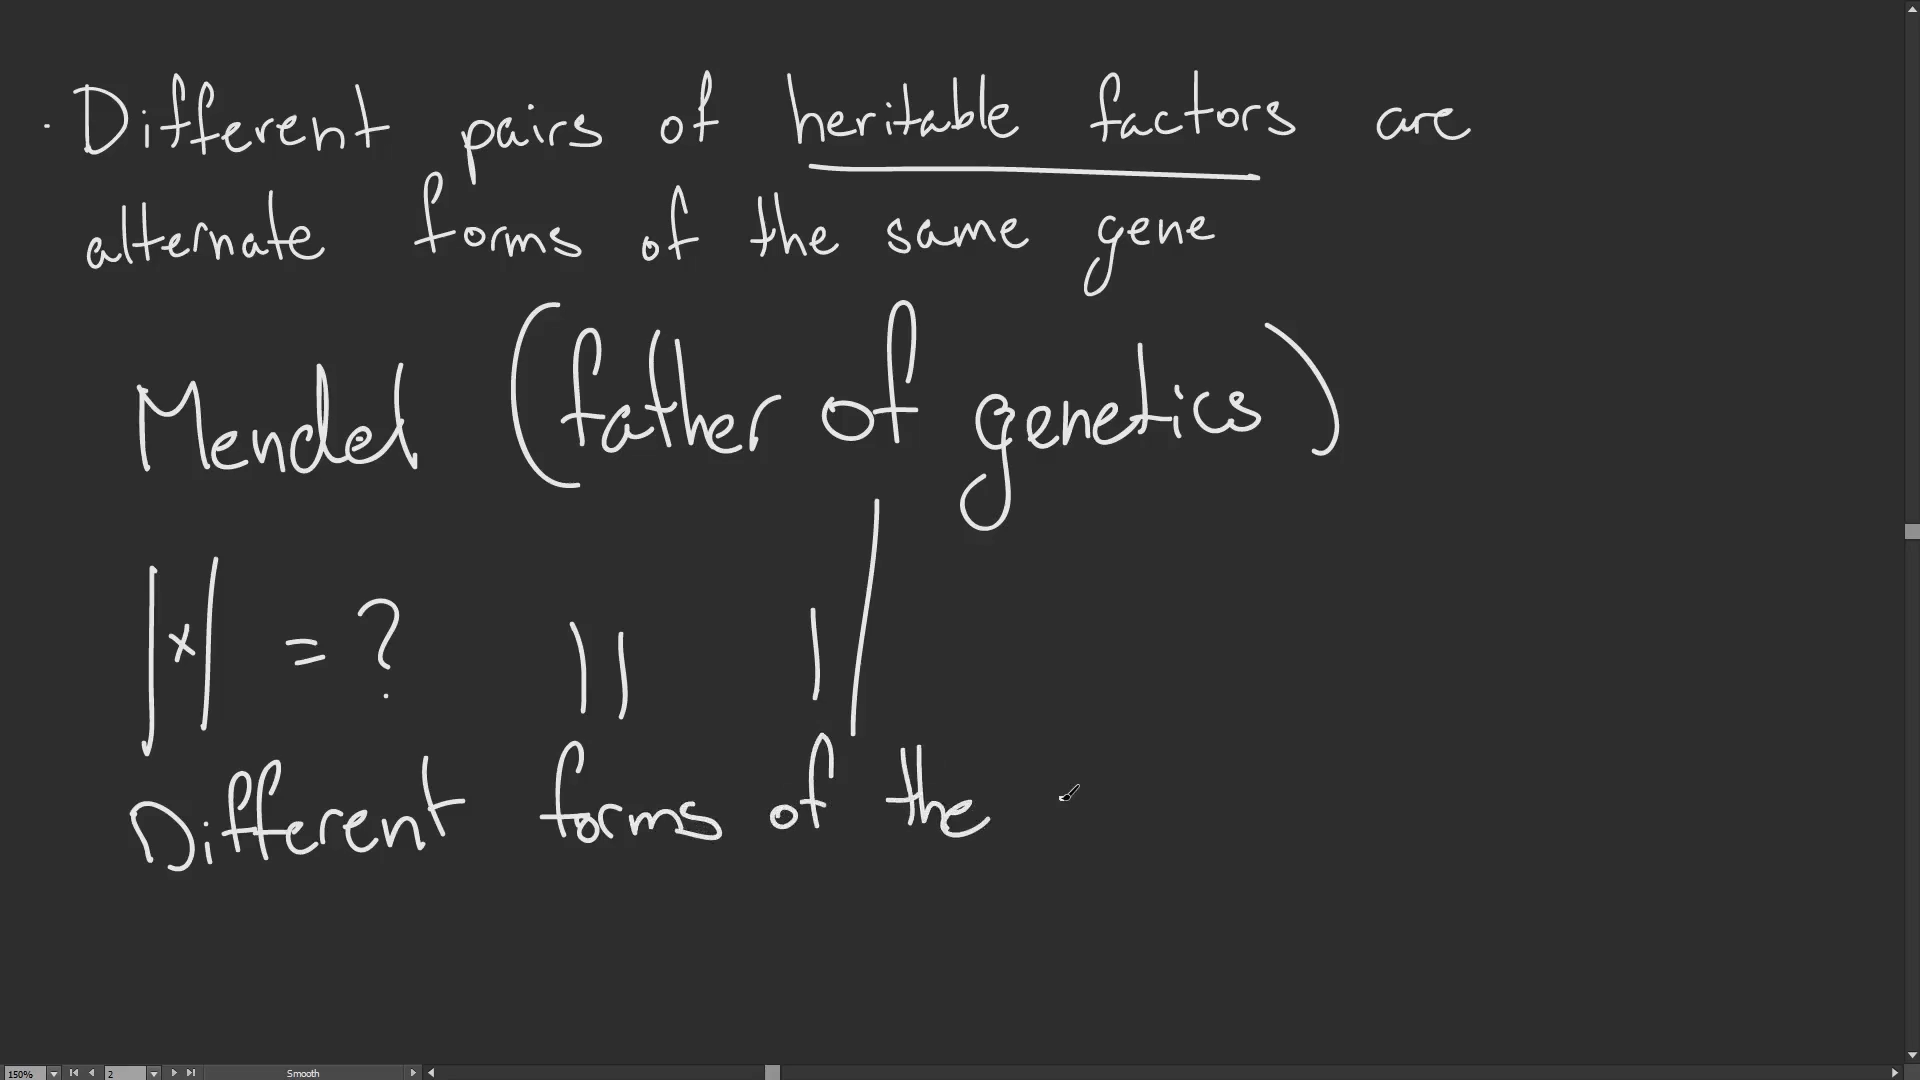 · Different pairs of heritable factors are
alternate forms of the same gene
Mendel (father of genetics)
|x| = ? || ||
Different forms of the
150% 2 Smooth